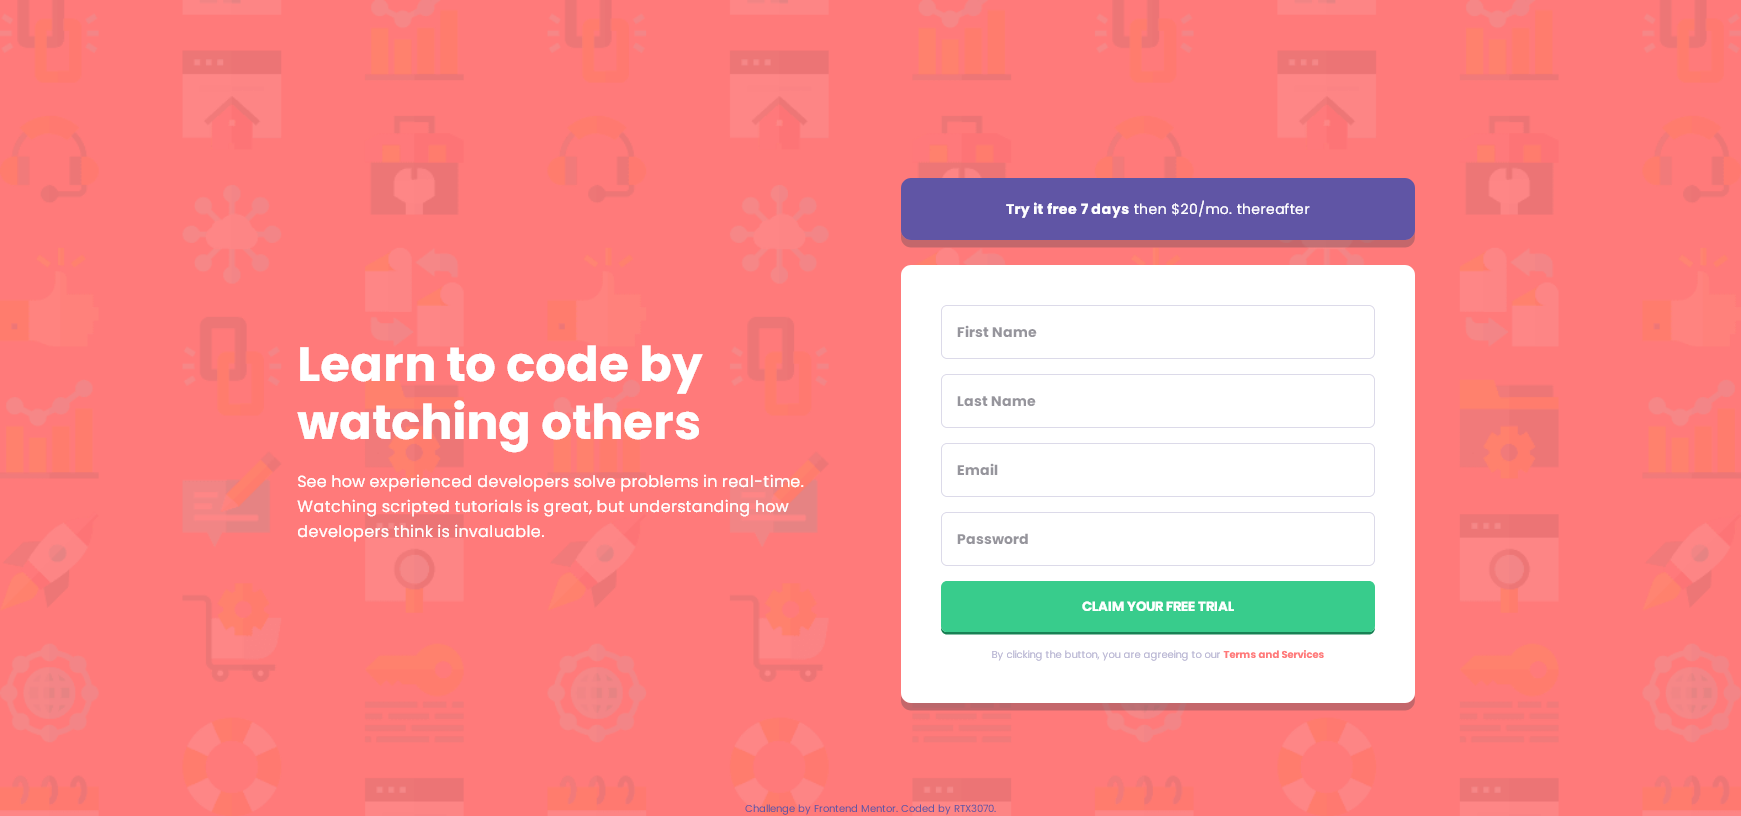 Learn to code by
watching others
See how experienced developers solve problems in real-time.
Watching scripted tutorials is great, but understanding how
developers think is invaluable.
Try it free 7 days then $20/mo. thereafter
First Name
Last Name
Email
Password
CLAIM YOUR FREE TRIAL
By clicking the button, you are agreeing to our Terms and Services
Challenge by Frontend Mentor. Coded by RTX3070.